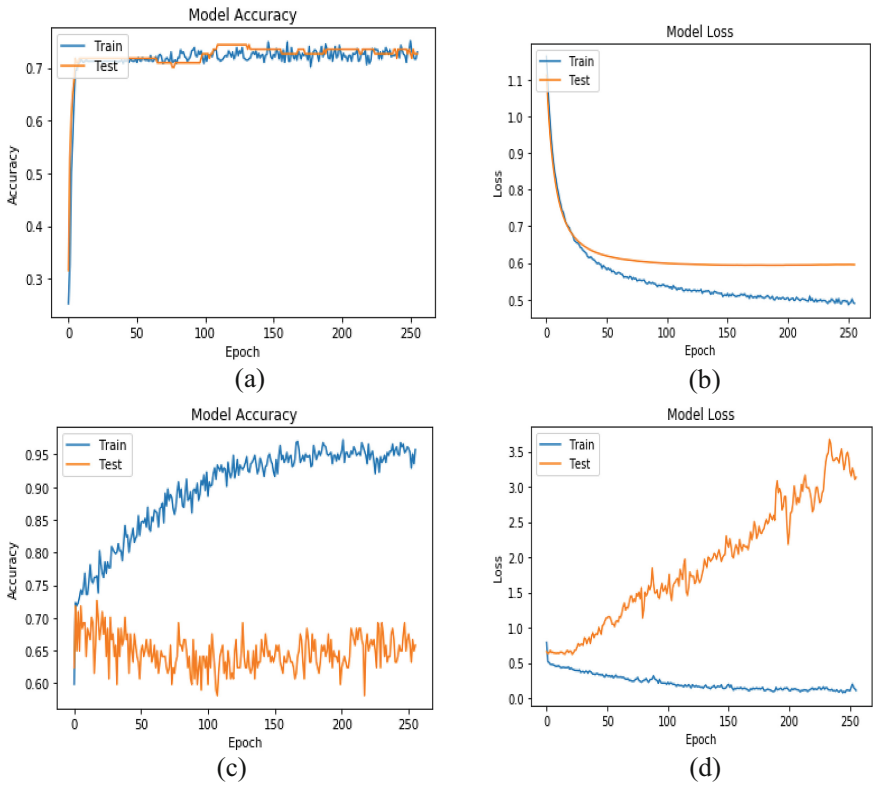 Model Accuracy
Train
Test
0.7
0.6
0.5
0.4
0.3
Accuracy
0 50 100 150 200 250
Epoch
(a)
Model Loss
Train
Test
1.1
1.0
0.9
0.8
0.7
0.6
0.5
Loss
0 50 100 150 200 250
Epoch
(b)
Model Accuracy
Train
Test
0.95
0.90
0.85
0.80
0.75
0.70
0.65
0.60
Accuracy
0 50 100 150 200 250
Epoch
(c)
Model Loss
Train
Test
3.5
3.0
2.5
2.0
1.5
1.0
0.5
0.0
Loss
0 50 100 150 200 250
Epoch
(d)